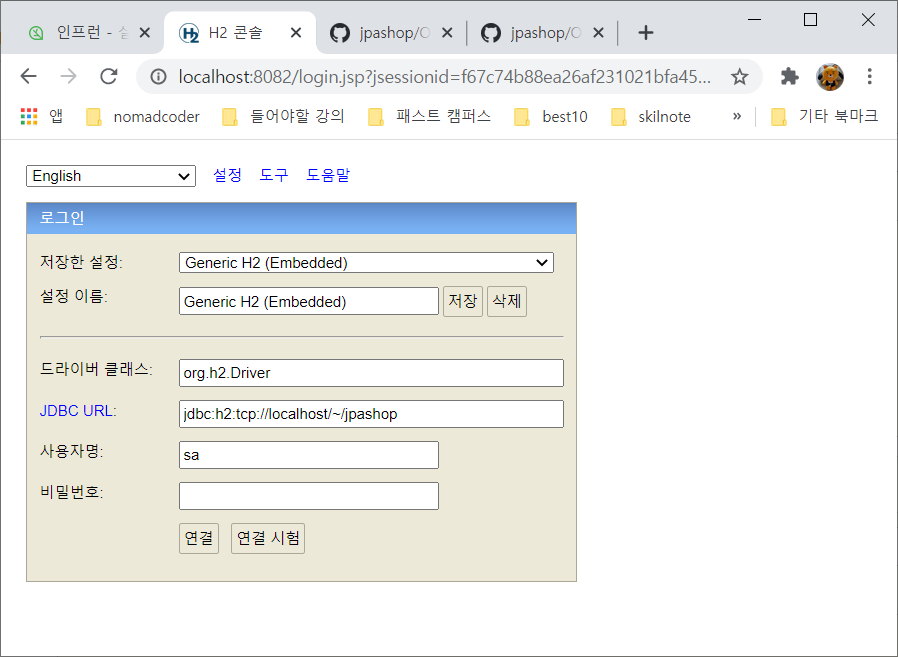 인프런 - 실
H2 콘솔
jpashop/O
jpashop/O
localhost:8082/login.jsp?jsessionid=f67c74b88ea26af231021bfa45...
앱 nomadcoder 들어야할 강의 패스트 캠퍼스 best10 skilnote » 기타 북마크
English 설정 도구 도움말
로그인
저장한 설정: Generic H2 (Embedded)
설정 이름: Generic H2 (Embedded) 저장 삭제
드라이버 클래스: org.h2.Driver
JDBC URL: jdbc:h2:tcp://localhost/~/jpashop
사용자명: sa
비밀번호:
연결 연결 시험